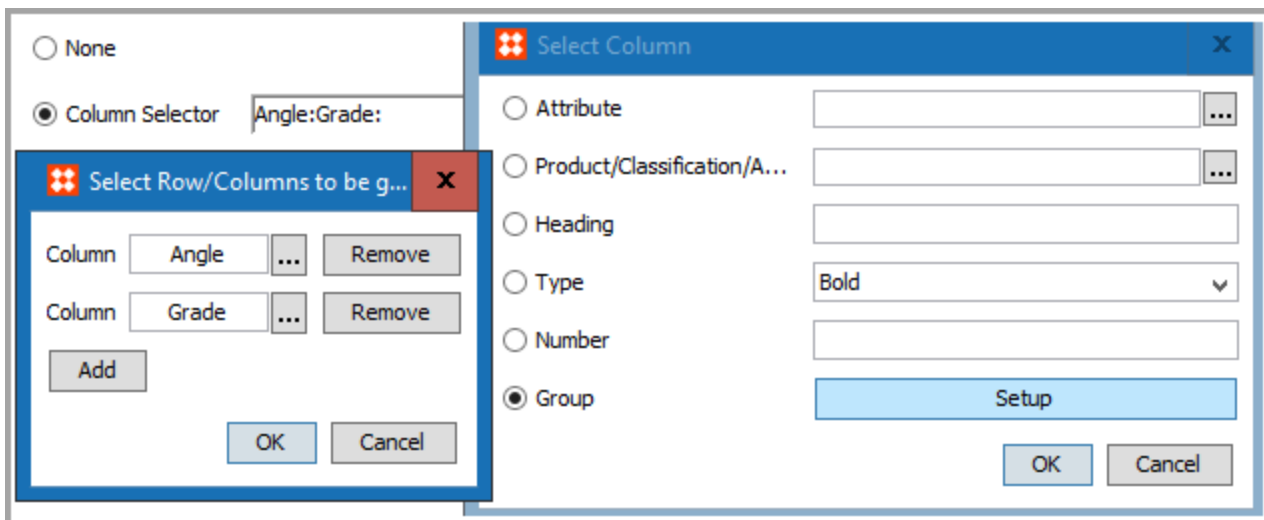 None
Column Selector Angle:Grade:
Select Row/Columns to be g... x
Column Angle ... Remove
Column Grade ... Remove
Add
OK Cancel
Select Column x
Attribute ...
Product/Classification/A... ...
Heading
Type Bold
Number
Group Setup
OK Cancel